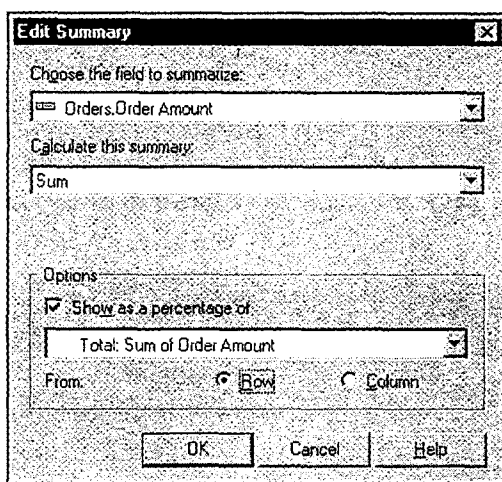 Edit Summary
Choose the field to summarize:
Orders.Order Amount
Calculate this summary:
Sum
Options
Show as a percentage of
Total: Sum of Order Amount
From: Row Column
OK Cancel Help